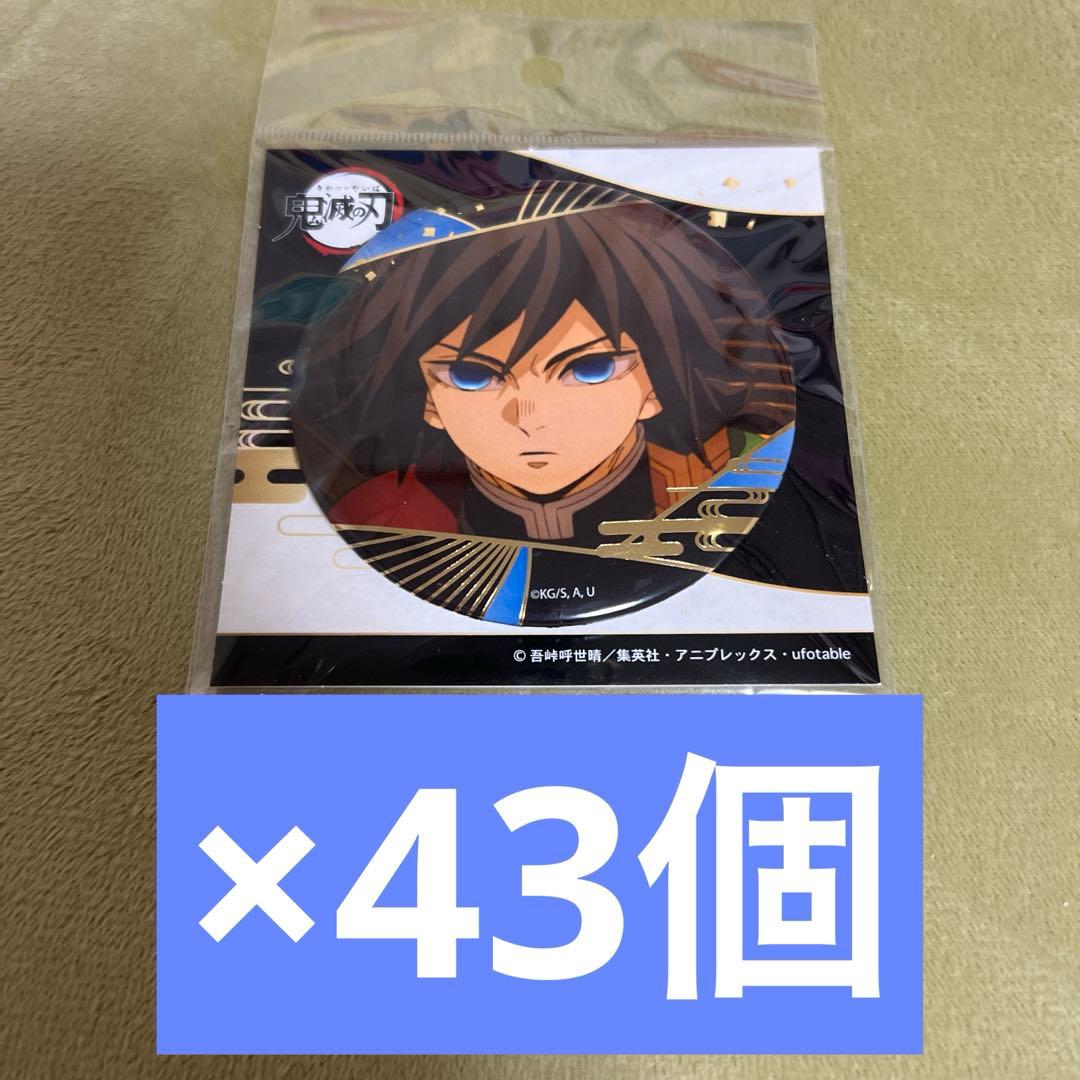 きめつのやいば
鬼滅の刃
©KG/S, A, U
© 吾峠呼世晴／集英社・アニプレックス・ufotable
×43個